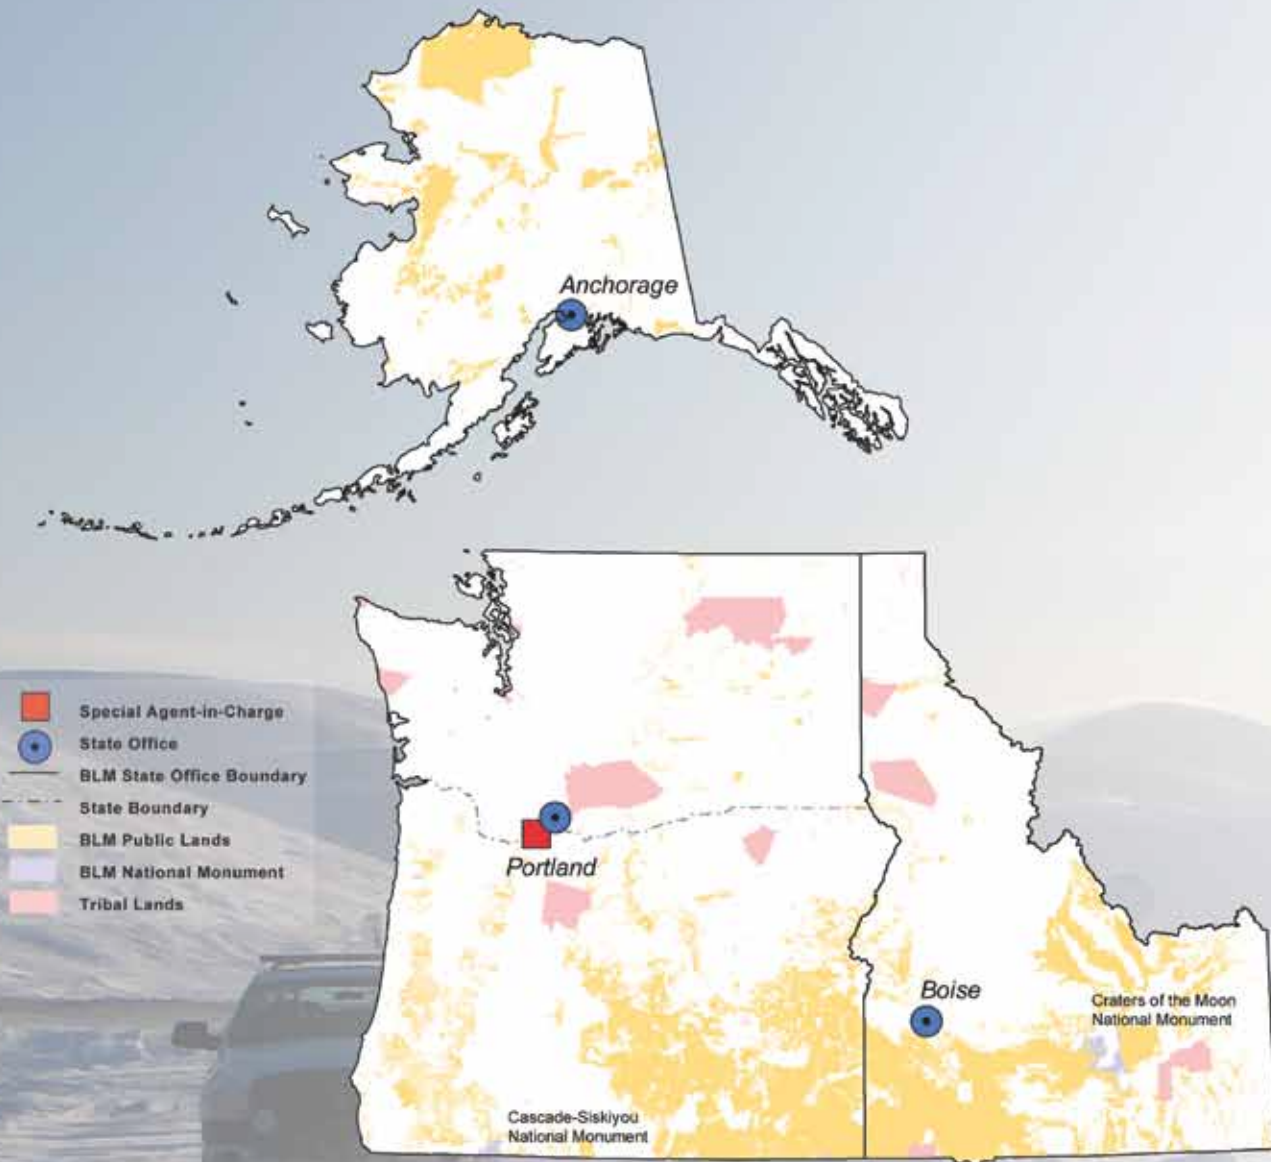 Anchorage
Special Agent-in-Charge
State Office
BLM State Office Boundary
State Boundary
BLM Public Lands
BLM National Monument
Tribal Lands
Portland
Boise
Craters of the Moon
National Monument
Cascade-Siskiyou
National Monument